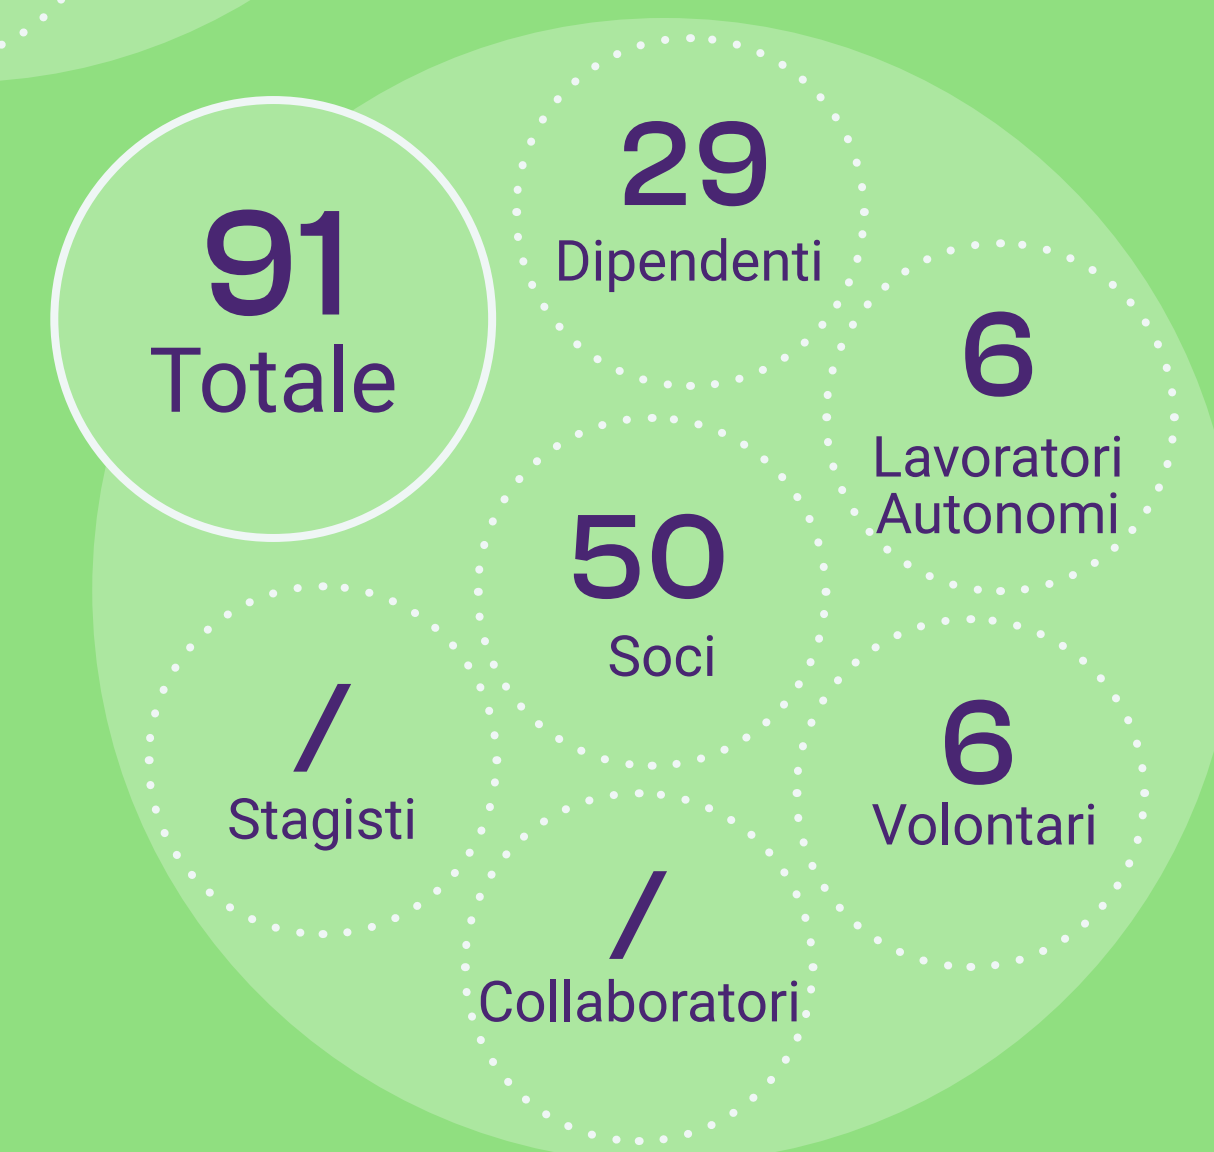 91
Totale
29
Dipendenti
6
Lavoratori
Autonomi
50
Soci
/
Stagisti
6
Volontari
/
Collaboratori